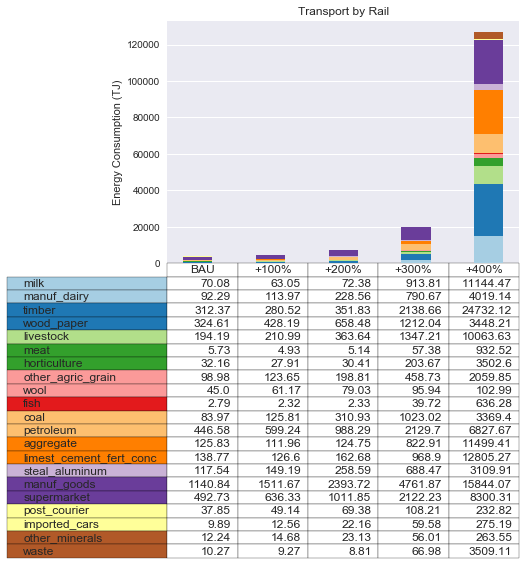 Transport by Rail
Energy Consumption (TJ)
120000
100000
80000
60000
40000
20000
0
BAU +100% +200% +300% +400%
milk 70.08 63.05 72.38 913.81 11144.47
manuf_dairy 92.29 113.97 228.56 790.67 4019.14
timber 312.37 280.52 351.83 2138.66 24732.12
wood_paper 324.61 428.19 658.48 1212.04 3448.21
livestock 194.19 210.99 363.64 1347.21 10063.63
meat 5.73 4.93 5.14 57.38 932.52
horticulture 32.16 27.91 30.41 203.67 3502.6
other_agric_grain 98.98 123.65 198.81 458.73 2059.85
wool 45.0 61.17 79.03 95.94 102.99
fish 2.79 2.32 2.33 39.72 636.28
coal 83.97 125.81 310.93 1023.02 3369.4
petroleum 446.58 599.24 988.29 2129.7 6827.67
aggregate 125.83 111.96 124.75 822.91 11499.41
limest_cement_fert_conc 138.77 126.6 162.68 968.9 12805.27
steal_aluminum 117.54 149.19 258.59 688.47 3109.91
manuf_goods 1140.84 1511.67 2393.72 4761.87 15844.07
supermarket 492.73 636.33 1011.85 2122.23 8300.31
post_courier 37.85 49.14 69.38 108.21 232.82
imported_cars 9.89 12.56 22.16 59.58 275.19
other_minerals 12.24 14.68 23.13 56.01 263.55
waste 10.27 9.27 8.81 66.98 3509.11